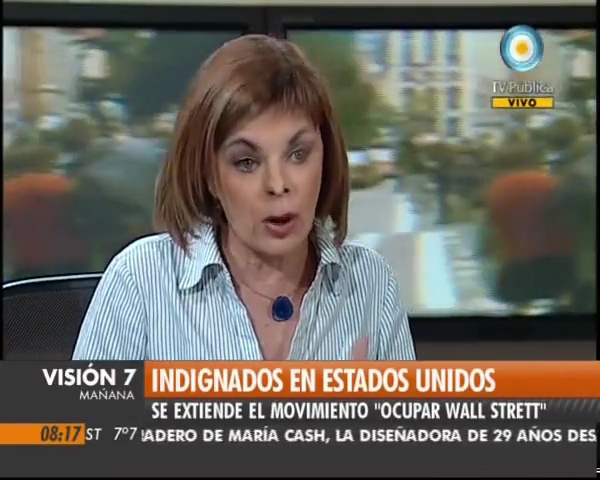 TV Pública
VIVO
VISIÓN 7
MAÑANA
INDIGNADOS EN ESTADOS UNIDOS
SE EXTIENDE EL MOVIMIENTO "OCUPAR WALL STRETT"
08:17 ST 7°7 ADERO DE MARÍA CASH, LA DISEÑADORA DE 29 AÑOS DES